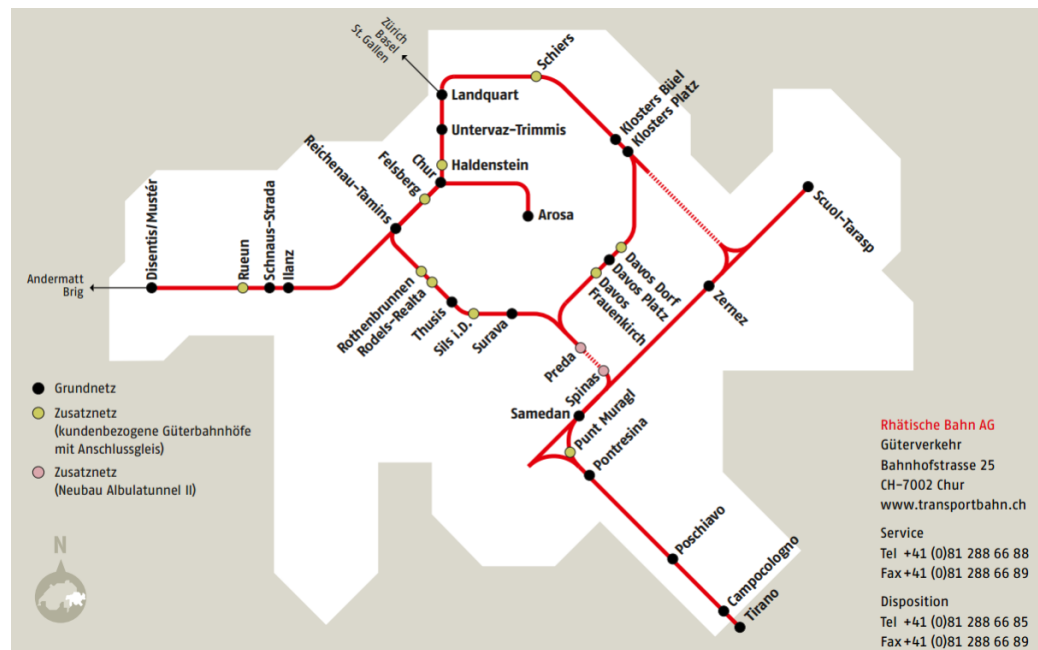 Zürich
Basel
St. Gallen
Schiers
Landquart
Klosters Büel
Klosters Platz
Untervaz–Trimmis
Haldenstein
Chur
Felsberg
Reichenau–Tamins
Arosa
Scuol–Tarasp
Disentis/Mustér
Rueun
Schnaus–Strada
Ilanz
Andermatt
Brig
Rothenbrunnen
Rodels–Realta
Thusis
Sils i.D.
Surava
Davos Dorf
Davos Platz
Davos
Frauenkirch
Zernez
Preda
Spinas
Samedan
Punt Muragl
Pontresina
Poschiavo
Campocologno
Tirano
Grundnetz
Zusatznetz
(kundenbezogene Güterbahnhöfe
mit Anschlussgleis)
Zusatznetz
(Neubau Albulatunnel II)
N
Rhätische Bahn AG
Güterverkehr
Bahnhofstrasse 25
CH–7002 Chur
www.transportbahn.ch
Service
Tel +41 (0)81 288 66 88
Fax +41 (0)81 288 66 89
Disposition
Tel +41 (0)81 288 66 85
Fax +41 (0)81 288 66 89